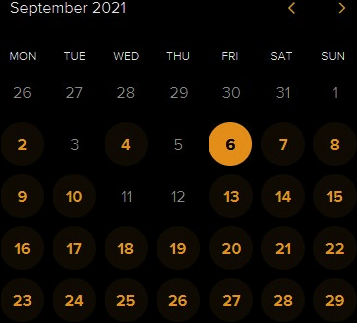 September 2021
MON TUE WED THU FRI SAT SUN
26 27 28 29 30 31 1
2 3 4 5 6 7 8
9 10 11 12 13 14 15
16 17 18 19 20 21 22
23 24 25 26 27 28 29